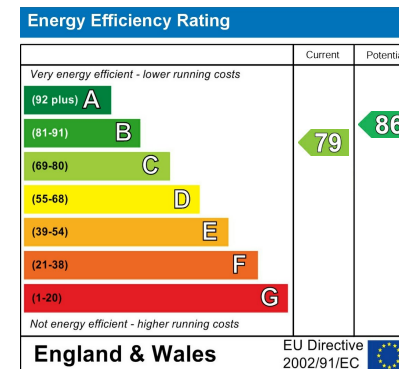 Energy Efficiency Rating
Current Potentia
Very energy efficient - lower running costs
(92 plus) A
(81-91) B
(69-80) C
(55-68) D
(39-54) E
(21-38) F
(1-20) G
79
86
Not energy efficient - higher running costs
England & Wales
EU Directive
2002/91/EC